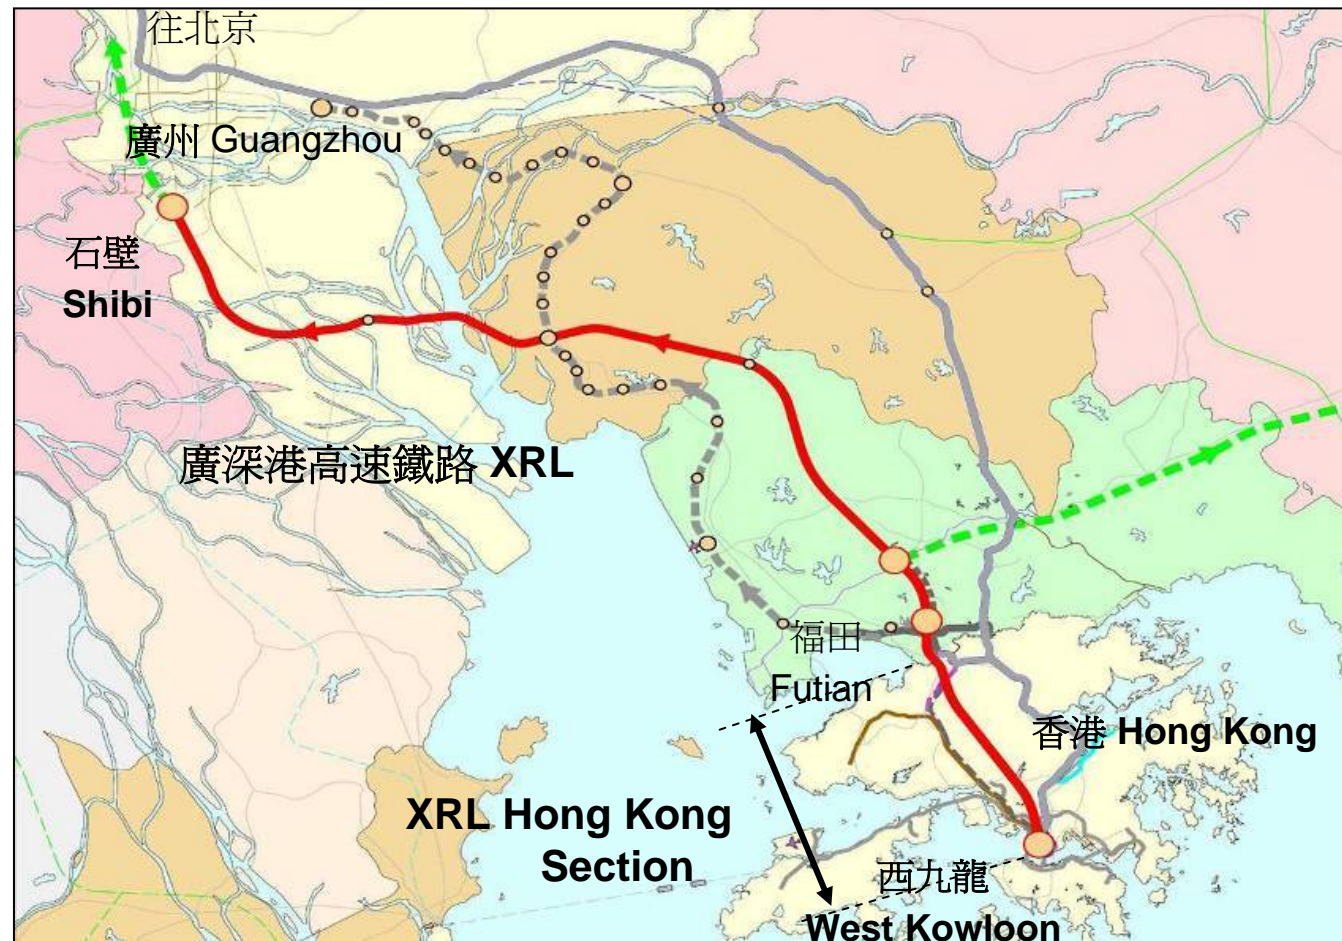 往北京
廣州 Guangzhou
石壁
Shibi
廣深港高速鐵路 XRL
福田
Futian
香港 Hong Kong
XRL Hong Kong
Section
西九龍
West Kowloon